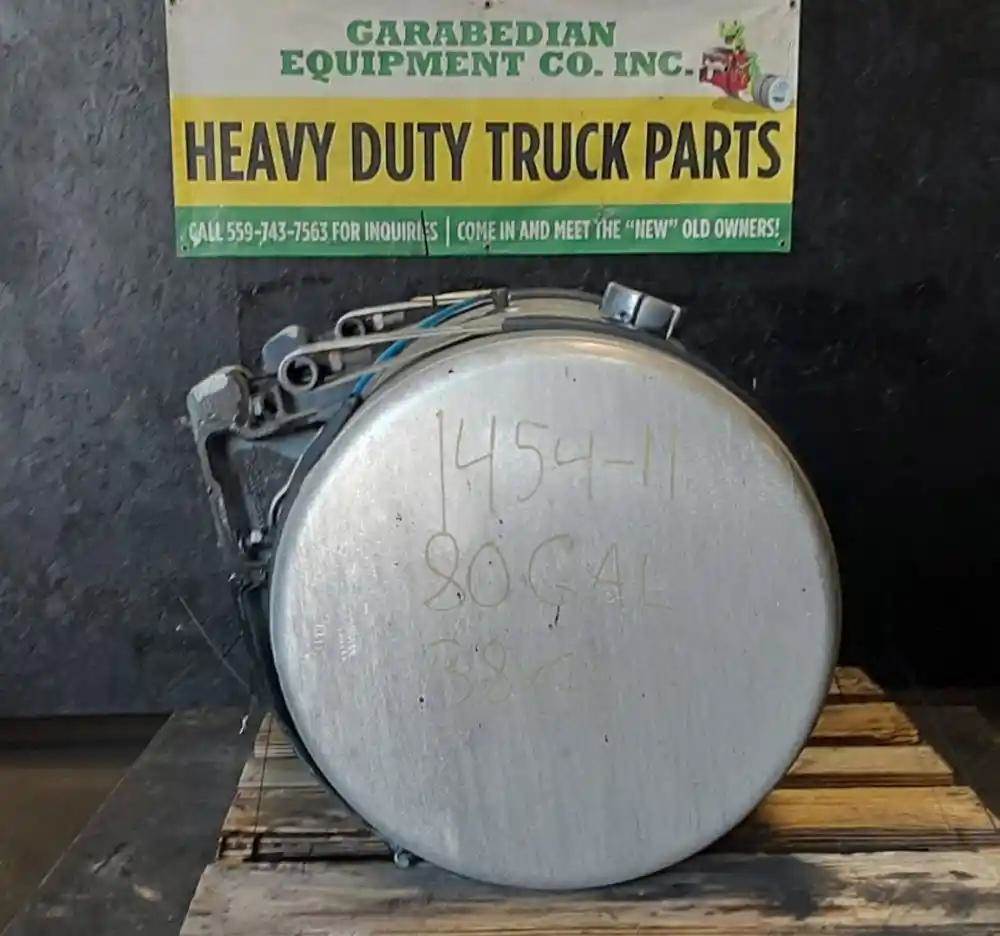 GARABEDIAN
EQUIPMENT CO. INC.
HEAVY DUTY TRUCK PARTS
CALL 559-743-7563 FOR INQUIRIES | COME IN AND MEET THE "NEW" OLD OWNERS!
1454-11
80 GAL